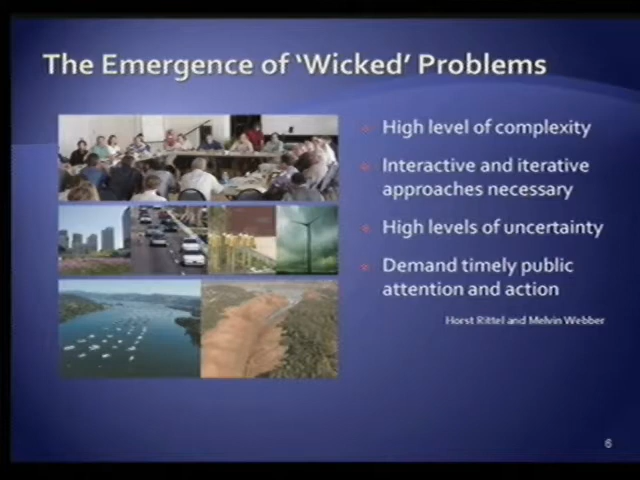 The Emergence of ‘Wicked’ Problems
High level of complexity
Interactive and iterative
approaches necessary
High levels of uncertainty
Demand timely public
attention and action
Horst Rittel and Melvin Webber
6